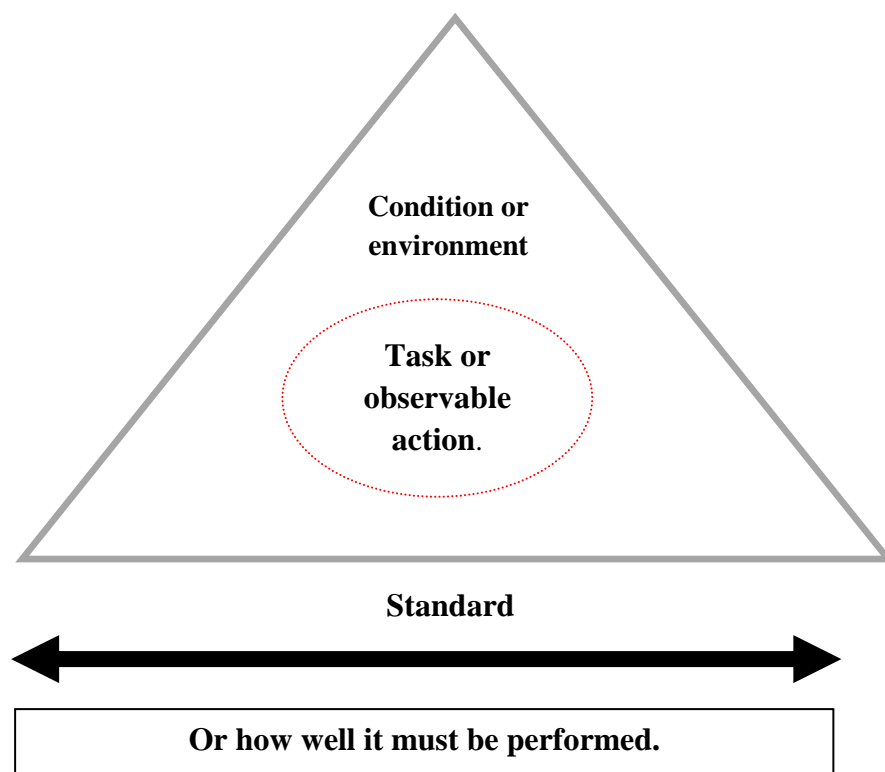 Condition or
environment
Task or
observable
action.
Standard
Or how well it must be performed.